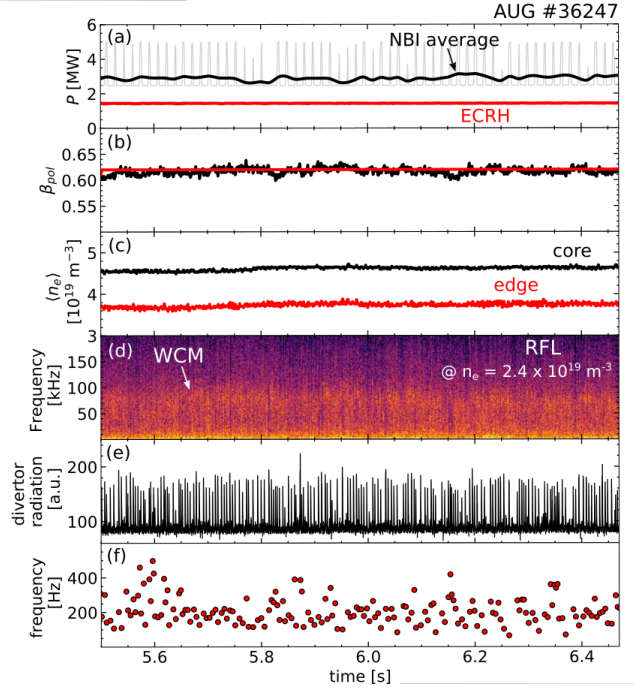 AUG #36247
(a)
NBI average
ECRH
P [MW]
6
4
2
0
(b)
β_pol
0.65
0.60
0.55
(c)
core
edge
⟨n_e⟩
[10^19 m^−3]
5
4
3
(d)
WCM
RFL
@ n_e = 2.4 x 10^19 m^-3
Frequency
[kHz]
150
100
50
(e)
divertor
radiation
[a.u.]
200
100
(f)
frequency
[Hz]
400
200
5.6 5.8 6.0 6.2 6.4
time [s]